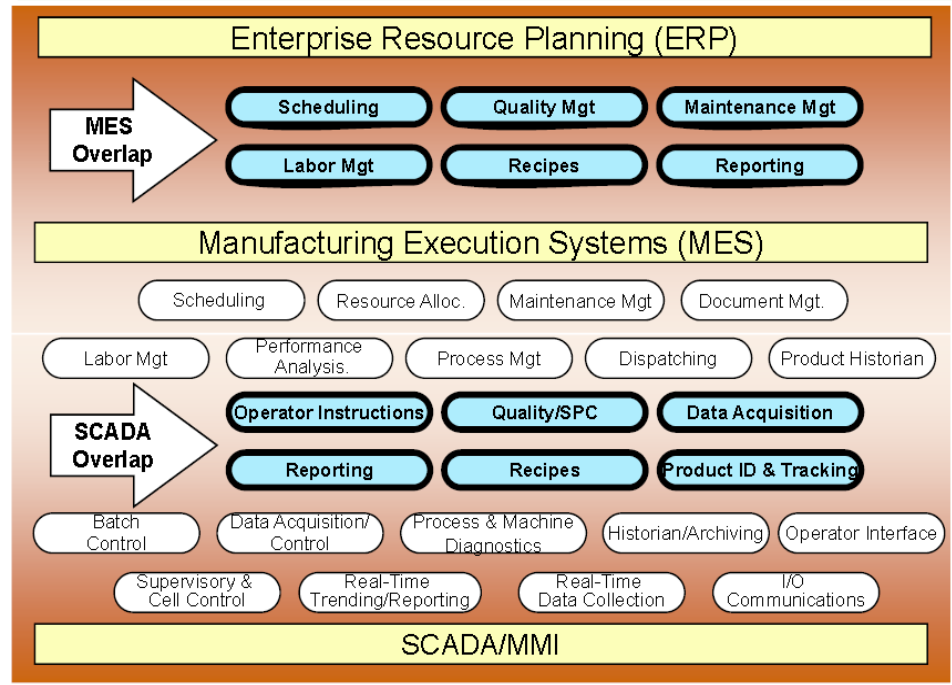 Enterprise Resource Planning (ERP)
MES
Overlap
Scheduling
Quality Mgt
Maintenance Mgt
Labor Mgt
Recipes
Reporting
Manufacturing Execution Systems (MES)
Scheduling
Resource Alloc.
Maintenance Mgt
Document Mgt.
Labor Mgt
Performance
Analysis.
Process Mgt
Dispatching
Product Historian
SCADA
Overlap
Operator Instructions
Quality/SPC
Data Acquisition
Reporting
Recipes
Product ID & Tracking
Batch
Control
Data Acquisition/
Control
Process & Machine
Diagnostics
Historian/Archiving
Operator Interface
Supervisory &
Cell Control
Real-Time
Trending/Reporting
Real-Time
Data Collection
I/O
Communications
SCADA/MMI